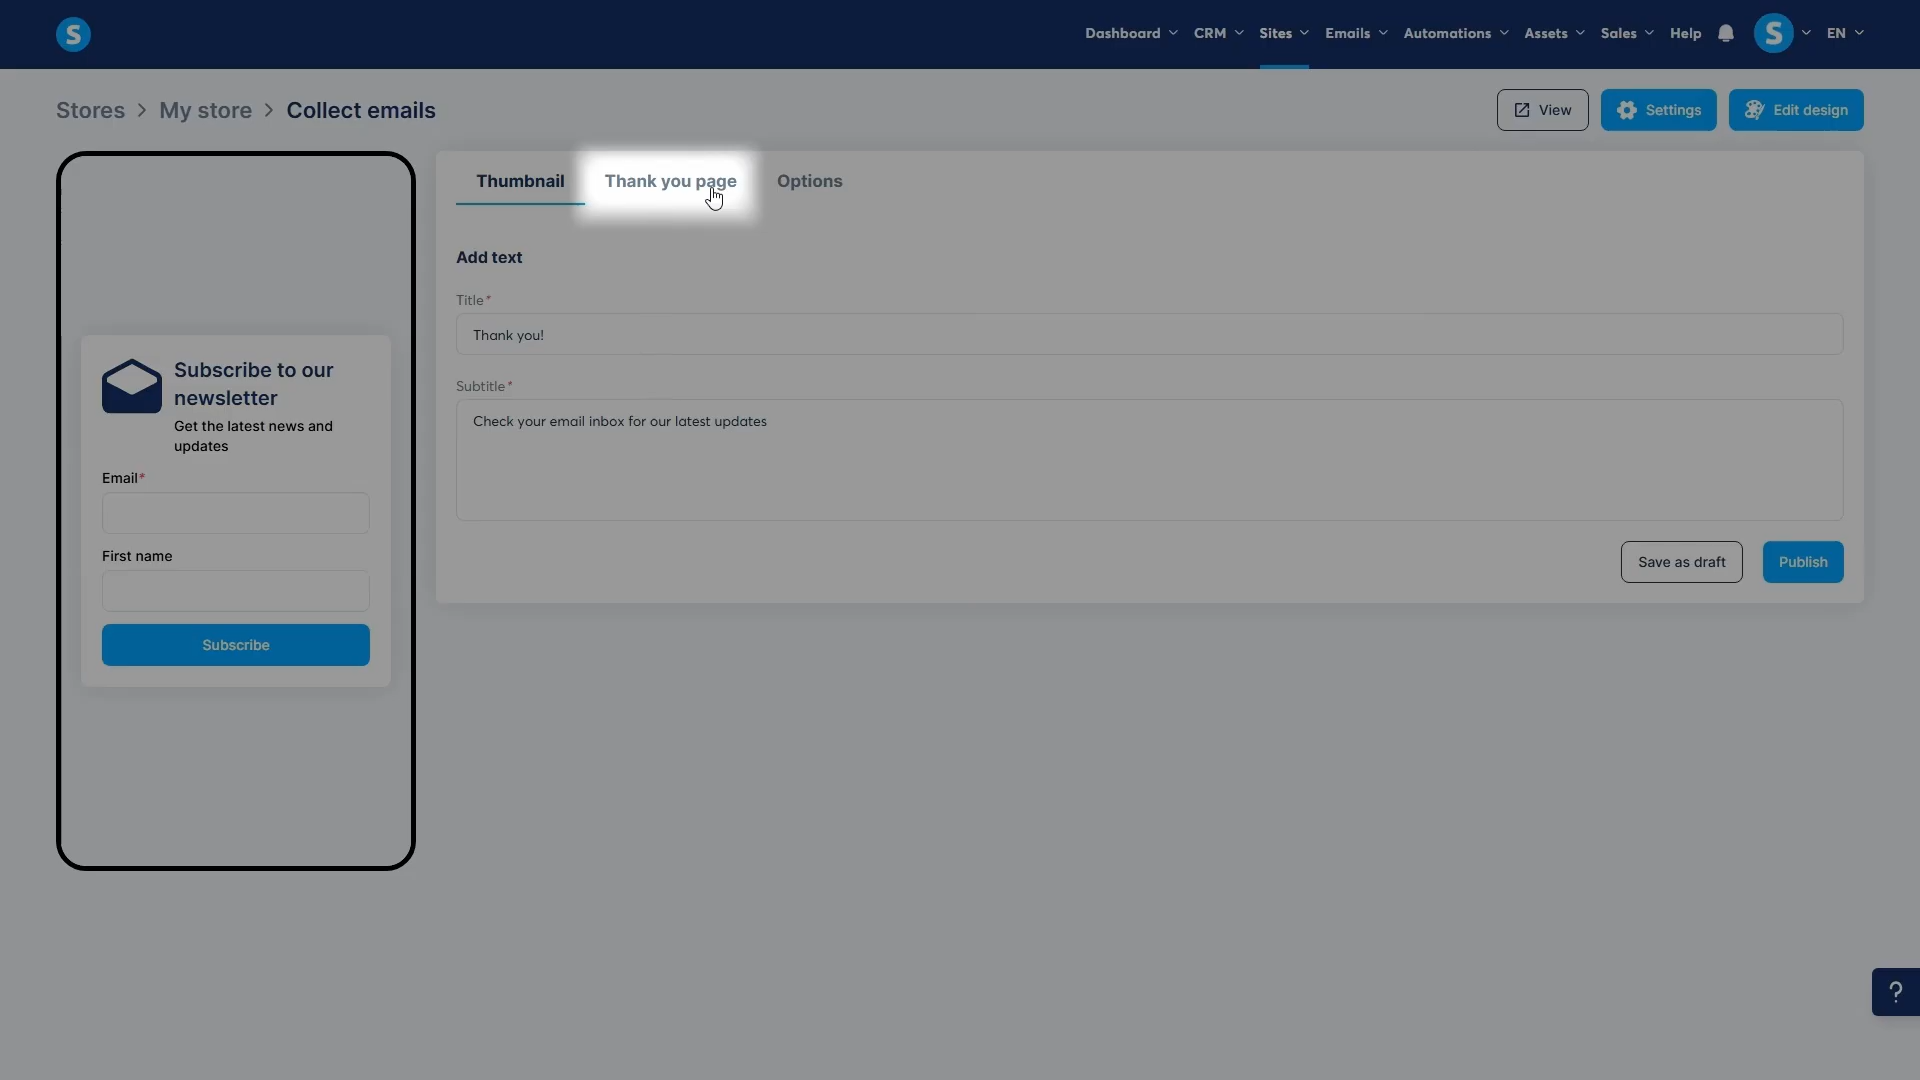 S
Dashboard
CRM
Sites
Emails
Automations
Assets
Sales
Help
S
EN
Stores > My store > Collect emails
View
Settings
Edit design
Thumbnail
Thank you page
Options
Subscribe to our
newsletter
Get the latest news and
updates
Email*
First name
Subscribe
Add text
Title*
Thank you!
Subtitle*
Check your email inbox for our latest updates
Save as draft
Publish
?